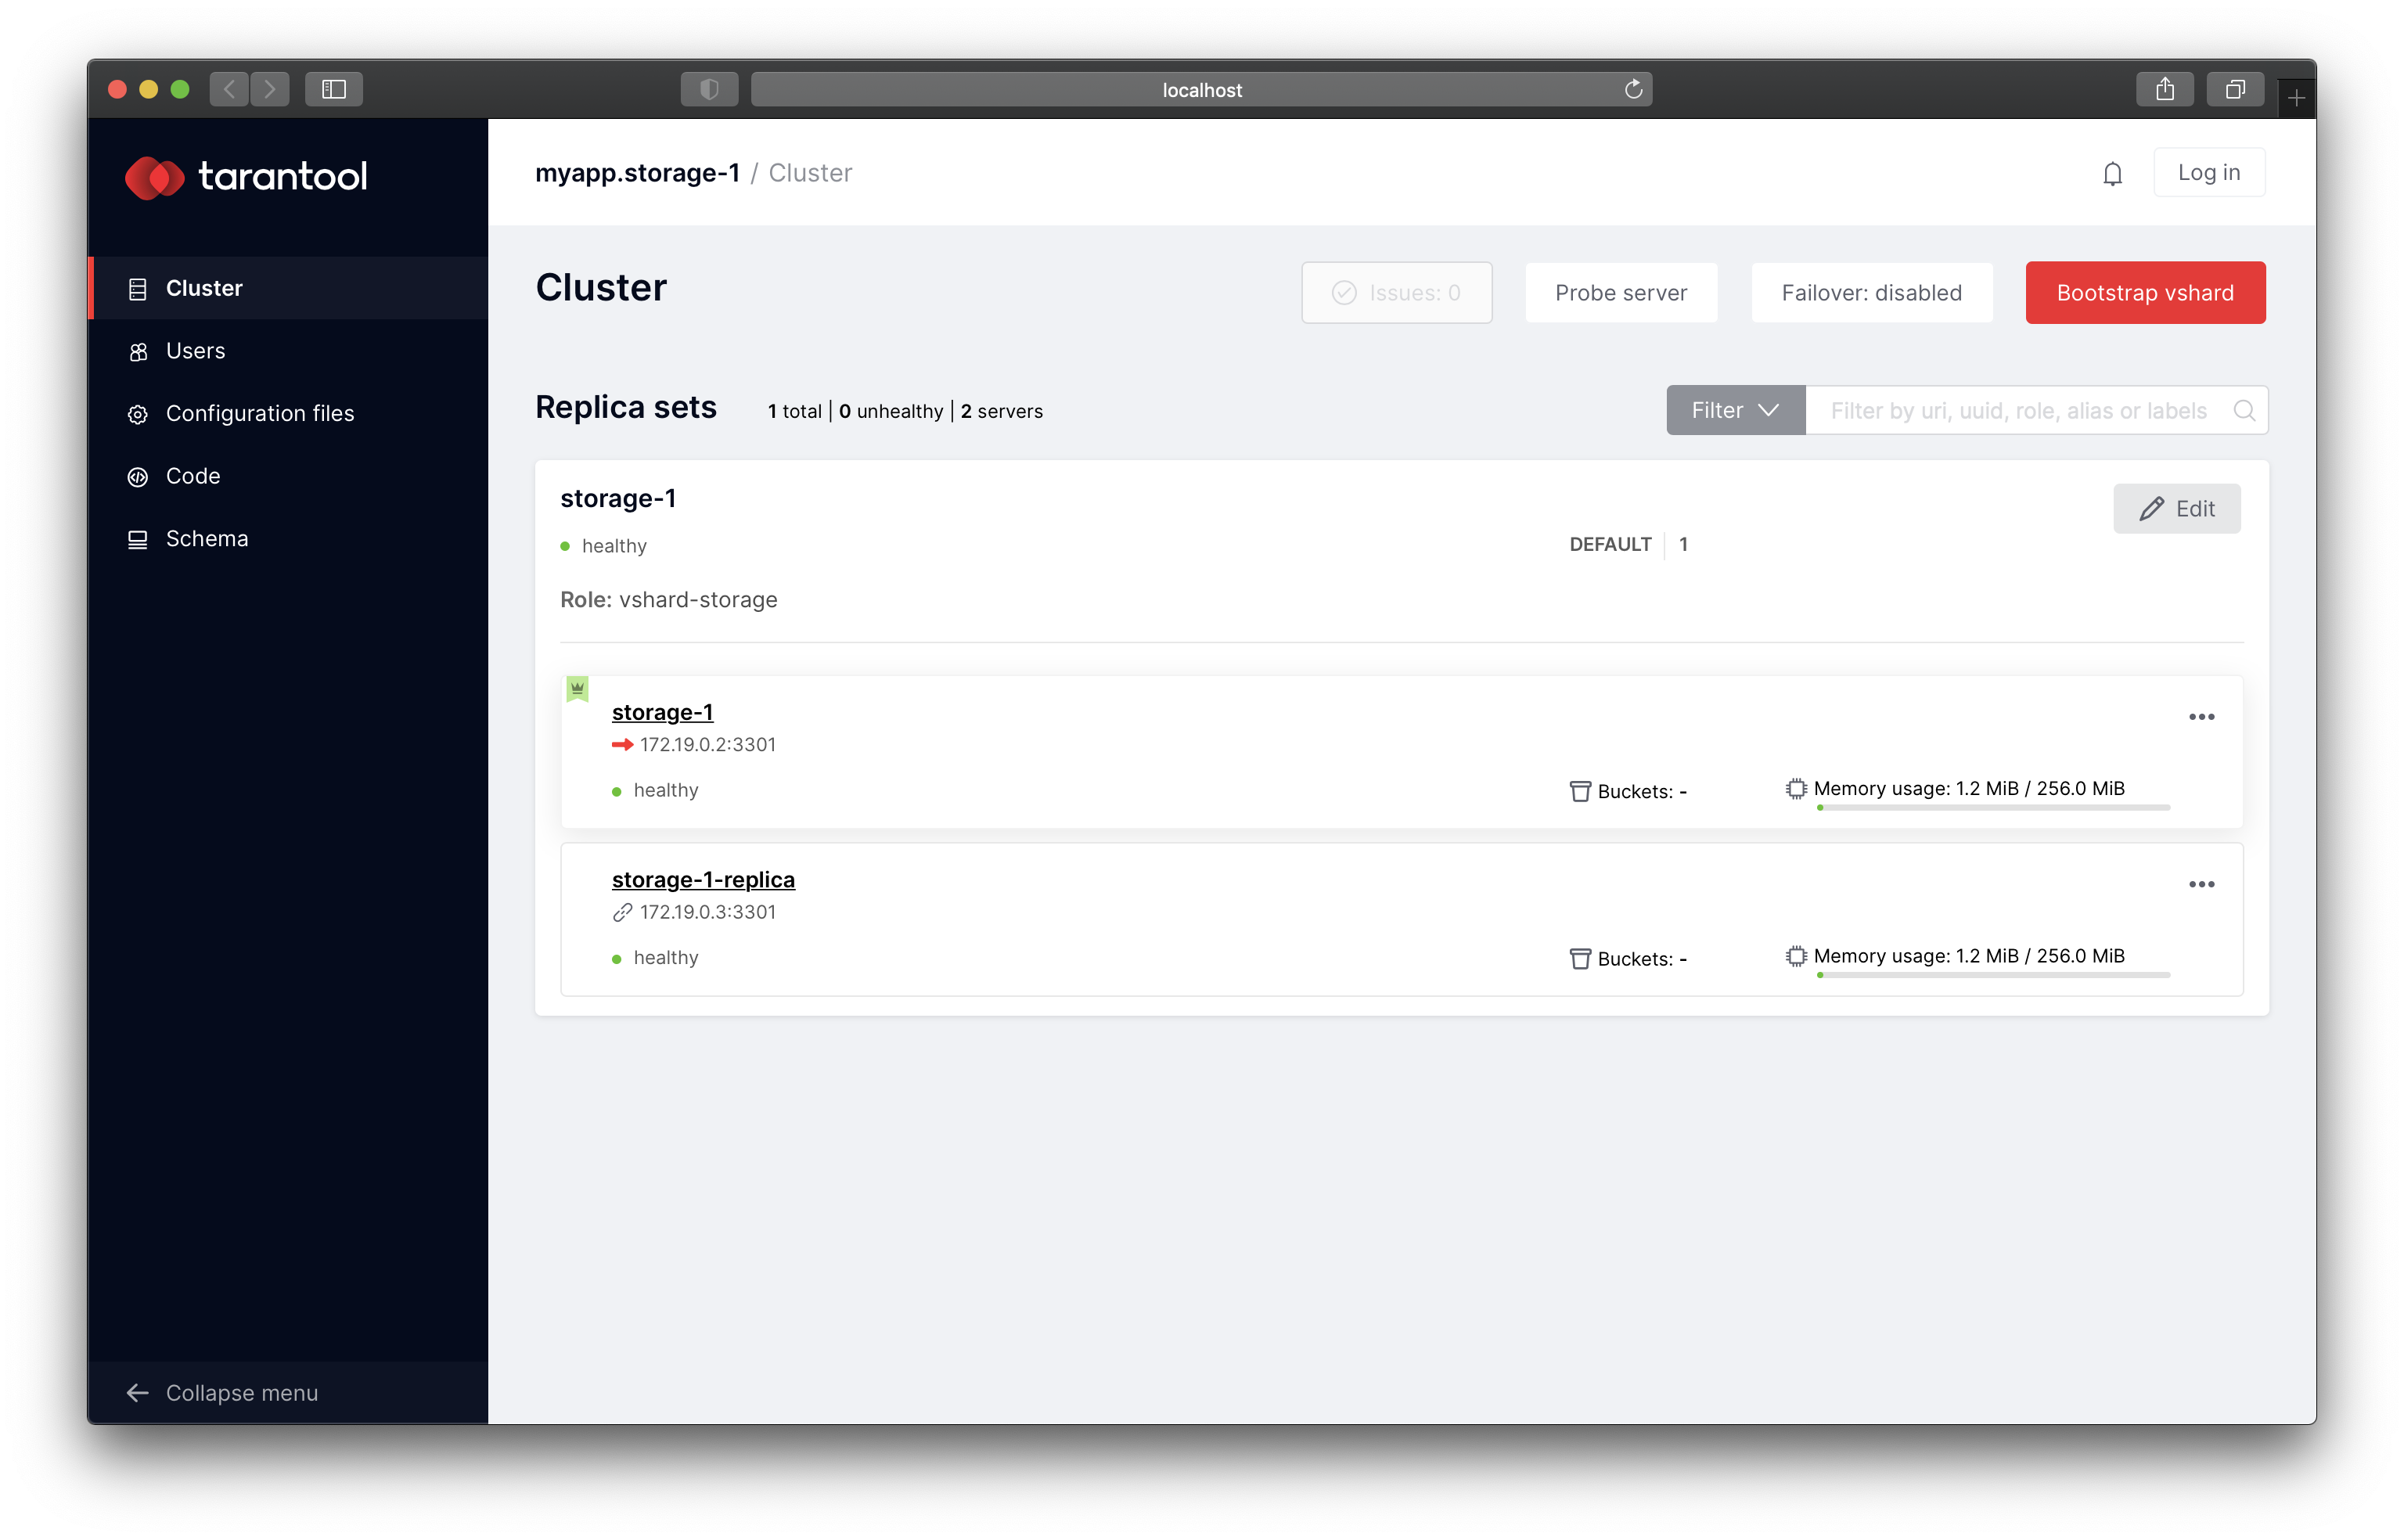 localhost
tarantool
Cluster
Users
Configuration files
Code
Schema
Collapse menu
myapp.storage-1 / Cluster
Log in
Cluster
Issues: 0
Probe server
Failover: disabled
Bootstrap vshard
Replica sets
1 total | 0 unhealthy | 2 servers
Filter
Filter by uri, uuid, role, alias or labels
storage-1
Edit
healthy
DEFAULT 1
Role: vshard-storage
storage-1
172.19.0.2:3301
healthy
Buckets: -
Memory usage: 1.2 MiB / 256.0 MiB
storage-1-replica
172.19.0.3:3301
healthy
Buckets: -
Memory usage: 1.2 MiB / 256.0 MiB